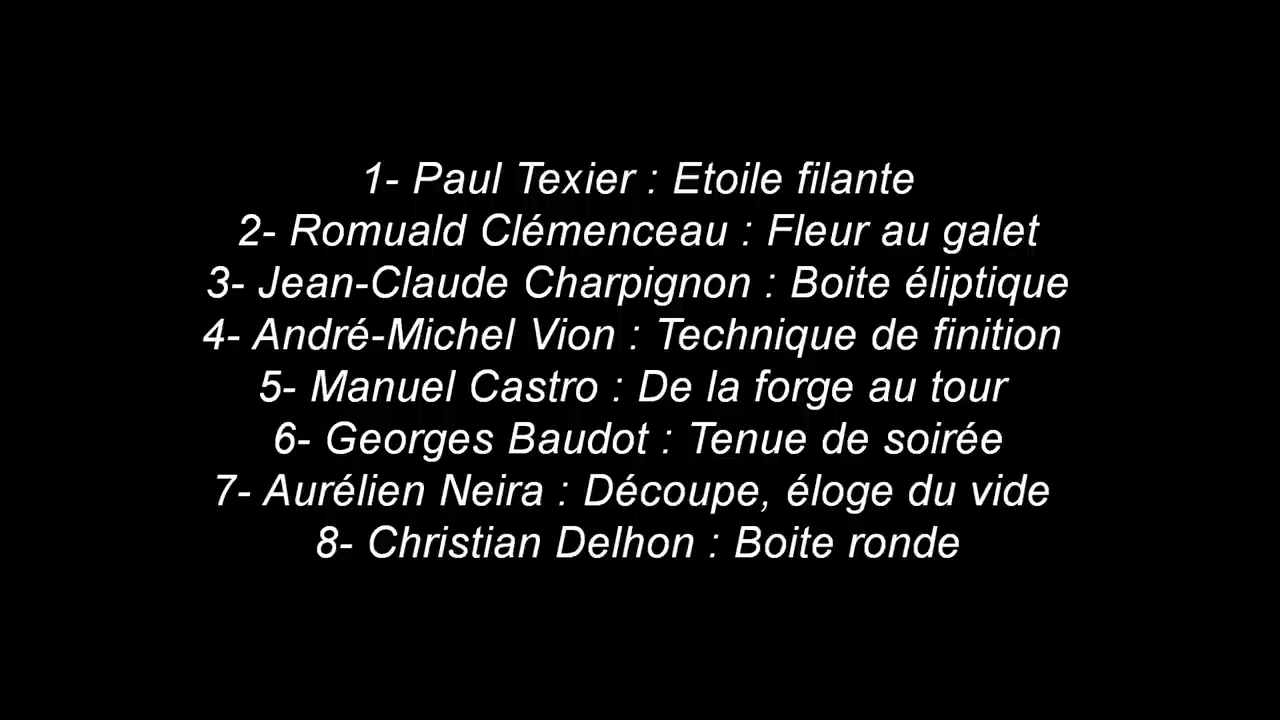 1- Paul Texier : Etoile filante
2- Romuald Clémenceau : Fleur au galet
3- Jean-Claude Charpignon : Boite éliptique
4- André-Michel Vion : Technique de finition
5- Manuel Castro : De la forge au tour
6- Georges Baudot : Tenue de soirée
7- Aurélien Neira : Découpe, éloge du vide
8- Christian Delhon : Boite ronde